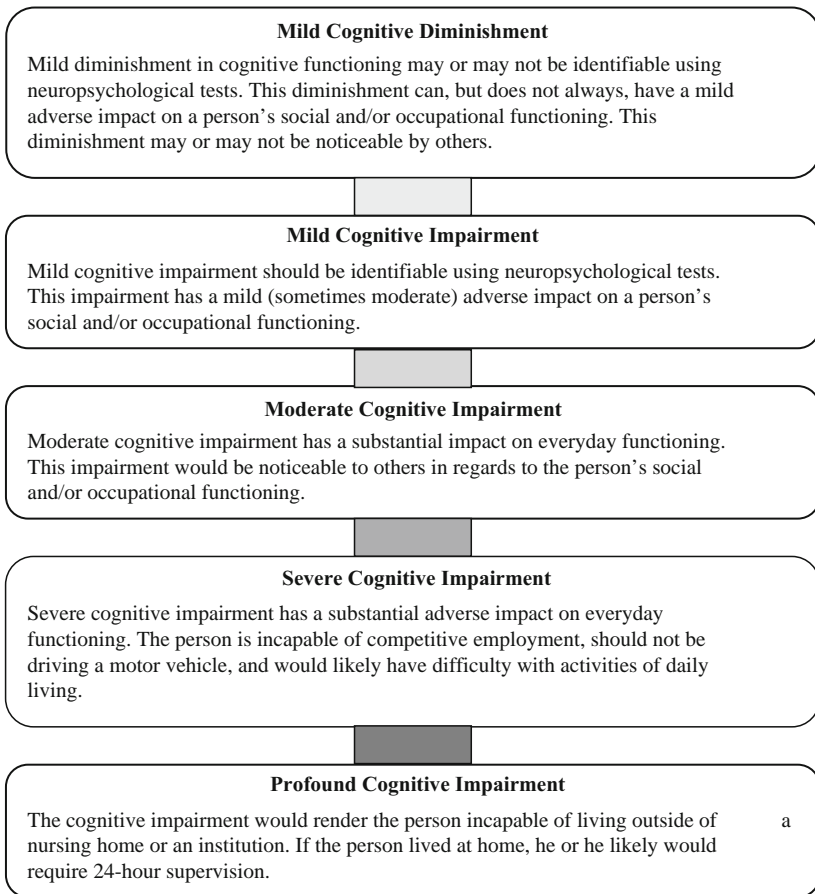 Mild Cognitive Diminishment
Mild diminishment in cognitive functioning may or may not be identifiable using
neuropsychological tests. This diminishment can, but does not always, have a mild
adverse impact on a person’s social and/or occupational functioning. This
diminishment may or may not be noticeable by others.
Mild Cognitive Impairment
Mild cognitive impairment should be identifiable using neuropsychological tests.
This impairment has a mild (sometimes moderate) adverse impact on a person’s
social and/or occupational functioning.
Moderate Cognitive Impairment
Moderate cognitive impairment has a substantial impact on everyday functioning.
This impairment would be noticeable to others in regards to the person’s social
and/or occupational functioning.
Severe Cognitive Impairment
Severe cognitive impairment has a substantial adverse impact on everyday
functioning. The person is incapable of competitive employment, should not be
driving a motor vehicle, and would likely have difficulty with activities of daily
living.
Profound Cognitive Impairment
The cognitive impairment would render the person incapable of living outside of a
nursing home or an institution. If the person lived at home, he or he likely would
require 24-hour supervision.